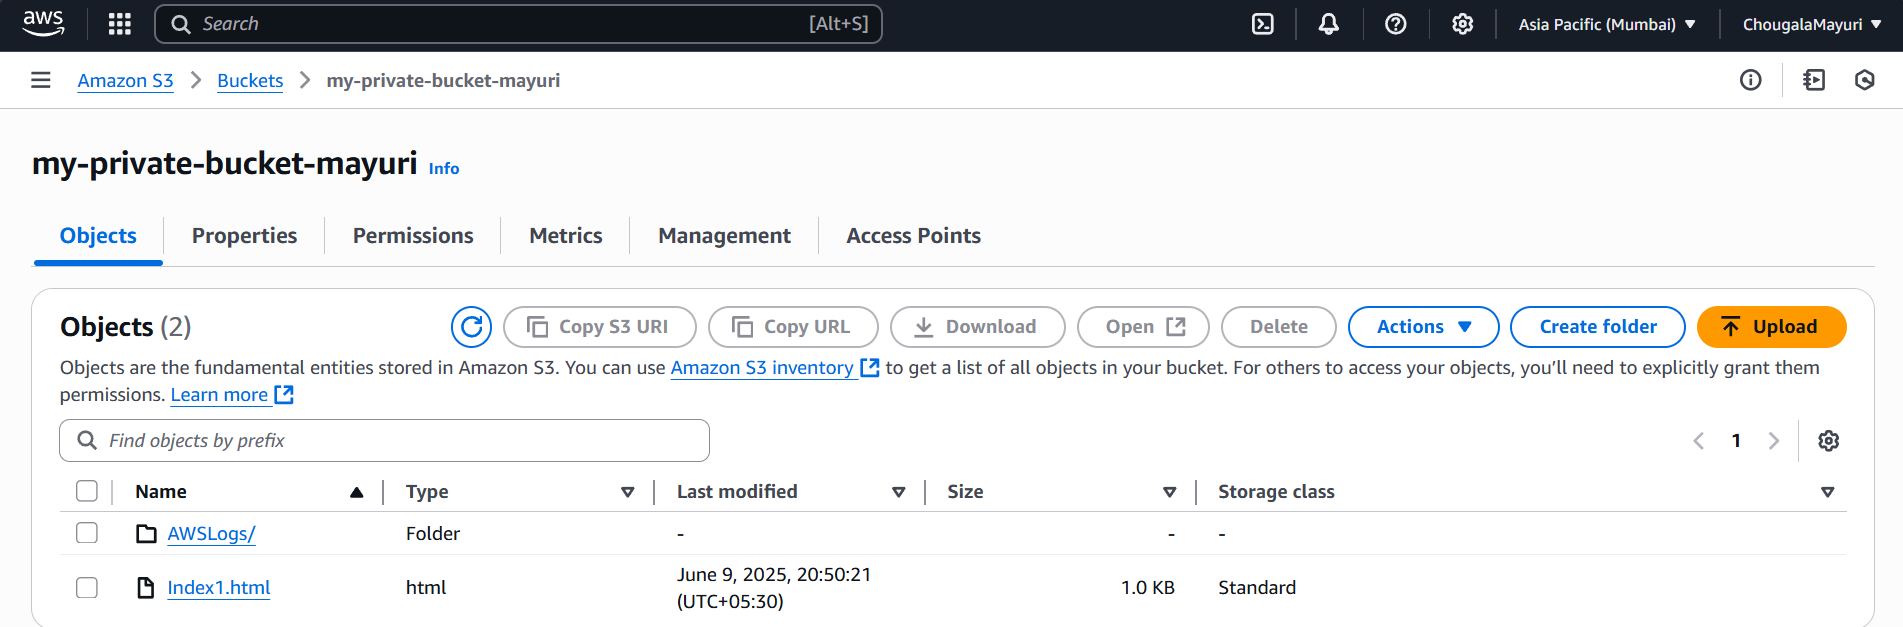 aws Search [Alt+S] Asia Pacific (Mumbai) ChougalaMayuri
Amazon S3 Buckets my-private-bucket-mayuri
my-private-bucket-mayuri Info
Objects Properties Permissions Metrics Management Access Points
Objects (2) Copy S3 URI Copy URL Download Open Delete Actions Create folder Upload
Objects are the fundamental entities stored in Amazon S3. You can use Amazon S3 inventory to get a list of all objects in your bucket. For others to access your objects, you’ll need to explicitly grant them
permissions. Learn more
Find objects by prefix 1
Name Type Last modified Size Storage class
AWSLogs/ Folder - - -
Index1.html html June 9, 2025, 20:50:21 1.0 KB Standard
(UTC+05:30)